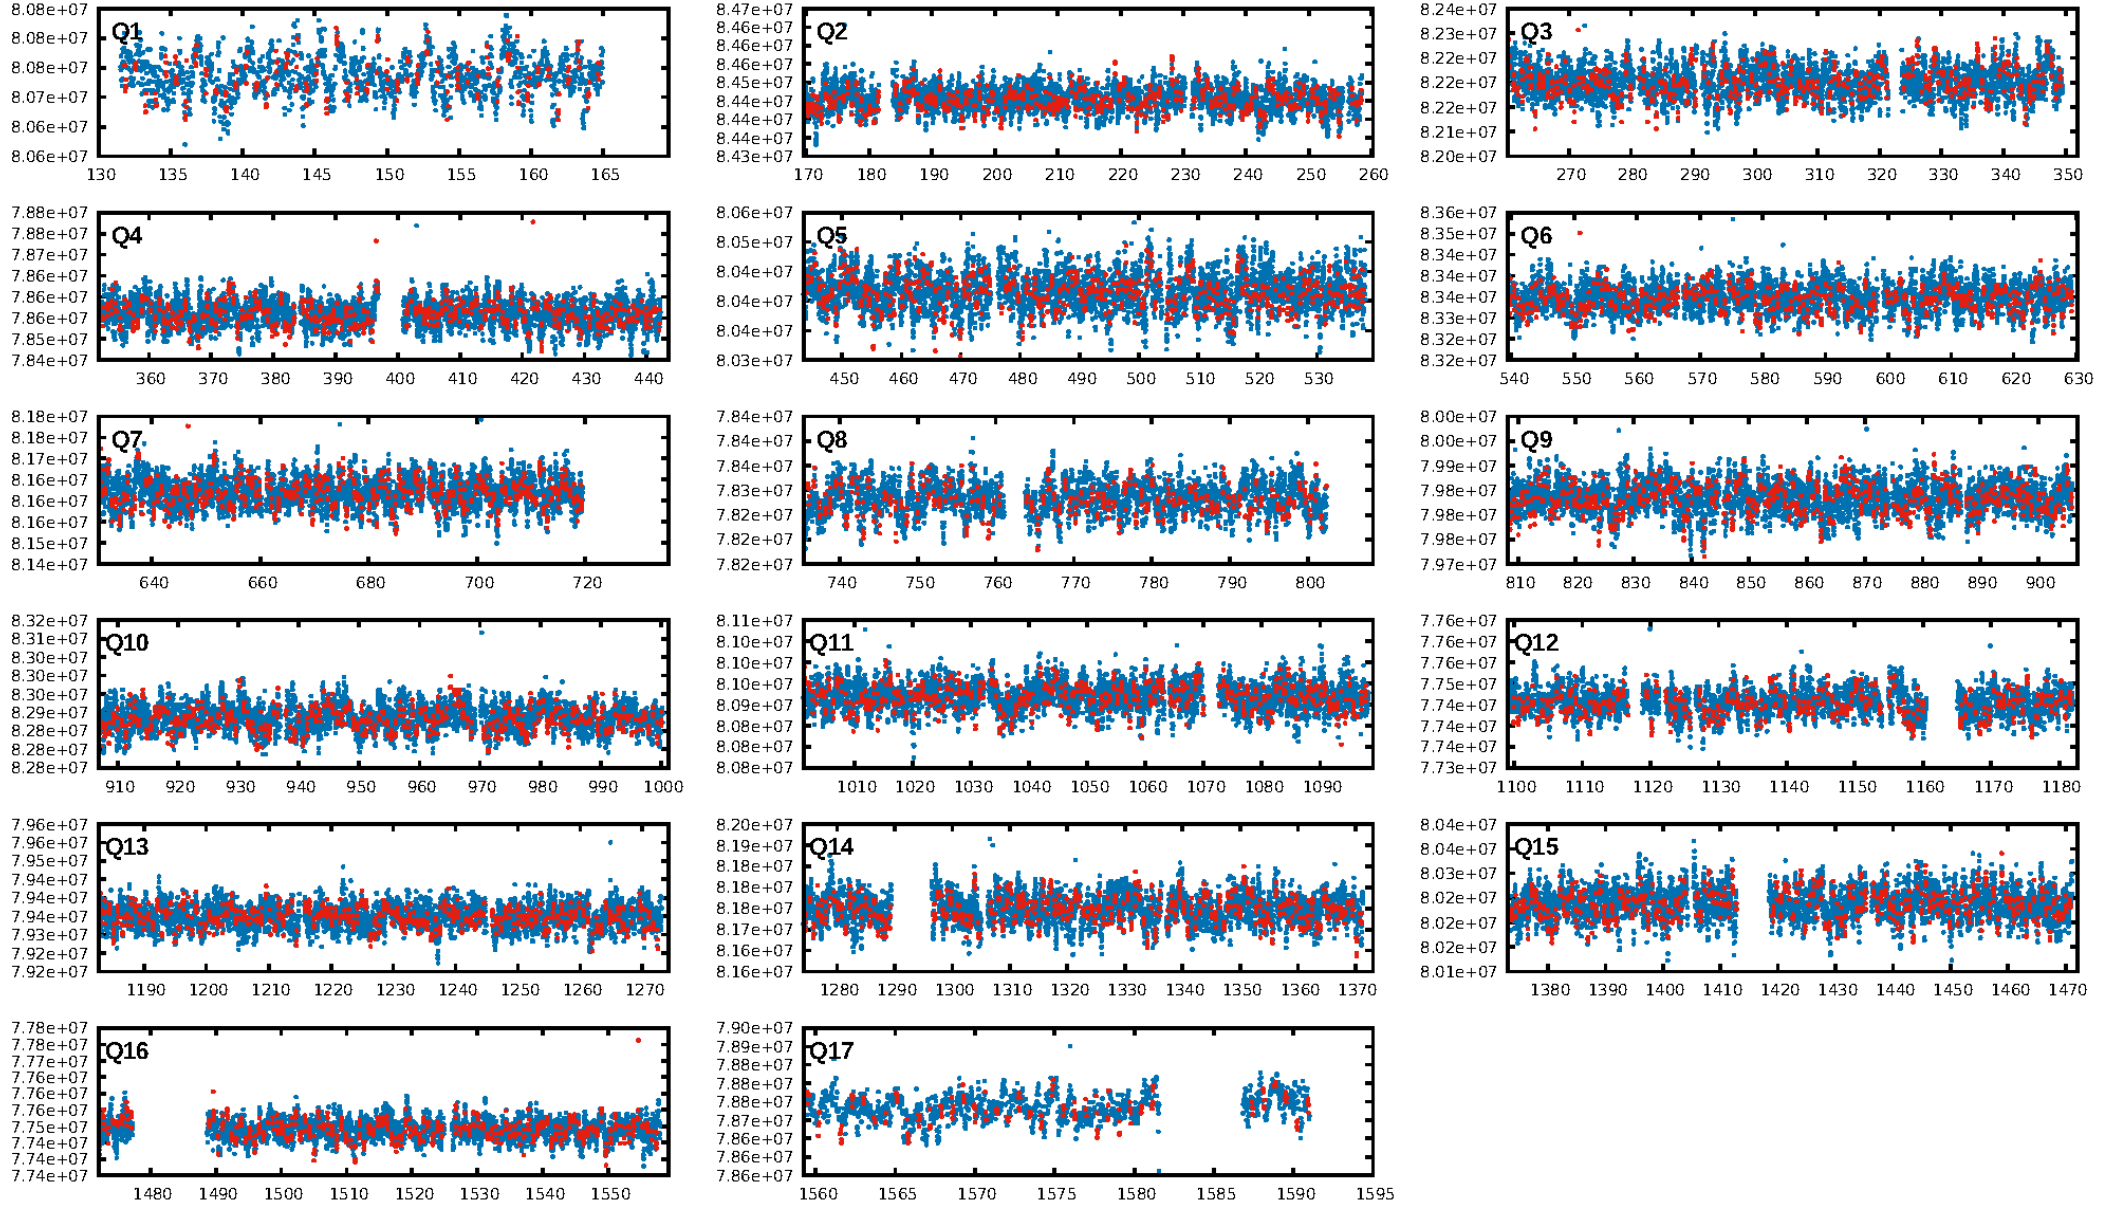 Q1
8.08e+07
8.08e+07
8.08e+07
8.07e+07
8.06e+07
8.06e+07
130 135 140 145 150 155 160 165
Q2
8.47e+07
8.46e+07
8.46e+07
8.46e+07
8.45e+07
8.44e+07
8.44e+07
8.44e+07
8.43e+07
170 180 190 200 210 220 230 240 250 260
Q3
8.24e+07
8.23e+07
8.22e+07
8.22e+07
8.22e+07
8.21e+07
8.20e+07
270 280 290 300 310 320 330 340 350
Q4
7.88e+07
7.88e+07
7.87e+07
7.86e+07
7.86e+07
7.86e+07
7.85e+07
7.84e+07
360 370 380 390 400 410 420 430 440
Q5
8.06e+07
8.05e+07
8.04e+07
8.04e+07
8.04e+07
8.03e+07
450 460 470 480 490 500 510 520 530
Q6
8.36e+07
8.35e+07
8.34e+07
8.34e+07
8.34e+07
8.33e+07
8.32e+07
8.32e+07
540 550 560 570 580 590 600 610 620 630
Q7
8.18e+07
8.18e+07
8.17e+07
8.16e+07
8.16e+07
8.16e+07
8.15e+07
8.14e+07
640 660 680 700 720
Q8
7.84e+07
7.84e+07
7.84e+07
7.83e+07
7.82e+07
7.82e+07
7.82e+07
740 750 760 770 780 790 800
Q9
8.00e+07
8.00e+07
7.99e+07
7.98e+07
7.98e+07
7.98e+07
7.97e+07
810 820 830 840 850 860 870 880 890 900
Q10
8.32e+07
8.31e+07
8.30e+07
8.30e+07
8.30e+07
8.29e+07
8.28e+07
8.28e+07
8.28e+07
910 920 930 940 950 960 970 980 990 1000
Q11
8.11e+07
8.10e+07
8.10e+07
8.10e+07
8.09e+07
8.08e+07
8.08e+07
8.08e+07
1010 1020 1030 1040 1050 1060 1070 1080 1090
Q12
7.76e+07
7.76e+07
7.76e+07
7.75e+07
7.74e+07
7.74e+07
7.73e+07
1100 1110 1120 1130 1140 1150 1160 1170 1180
Q13
7.96e+07
7.96e+07
7.95e+07
7.94e+07
7.94e+07
7.94e+07
7.93e+07
7.92e+07
7.92e+07
1190 1200 1210 1220 1230 1240 1250 1260 1270
Q14
8.20e+07
8.19e+07
8.18e+07
8.18e+07
8.18e+07
8.17e+07
8.16e+07
8.16e+07
1280 1290 1300 1310 1320 1330 1340 1350 1360 1370
Q15
8.04e+07
8.04e+07
8.03e+07
8.02e+07
8.02e+07
8.02e+07
8.01e+07
1380 1390 1400 1410 1420 1430 1440 1450 1460 1470
Q16
7.78e+07
7.78e+07
7.77e+07
7.76e+07
7.76e+07
7.76e+07
7.75e+07
7.74e+07
7.74e+07
7.74e+07
1480 1490 1500 1510 1520 1530 1540 1550
Q17
7.90e+07
7.89e+07
7.88e+07
7.88e+07
7.88e+07
7.87e+07
7.86e+07
7.86e+07
7.86e+07
1560 1565 1570 1575 1580 1585 1590 1595